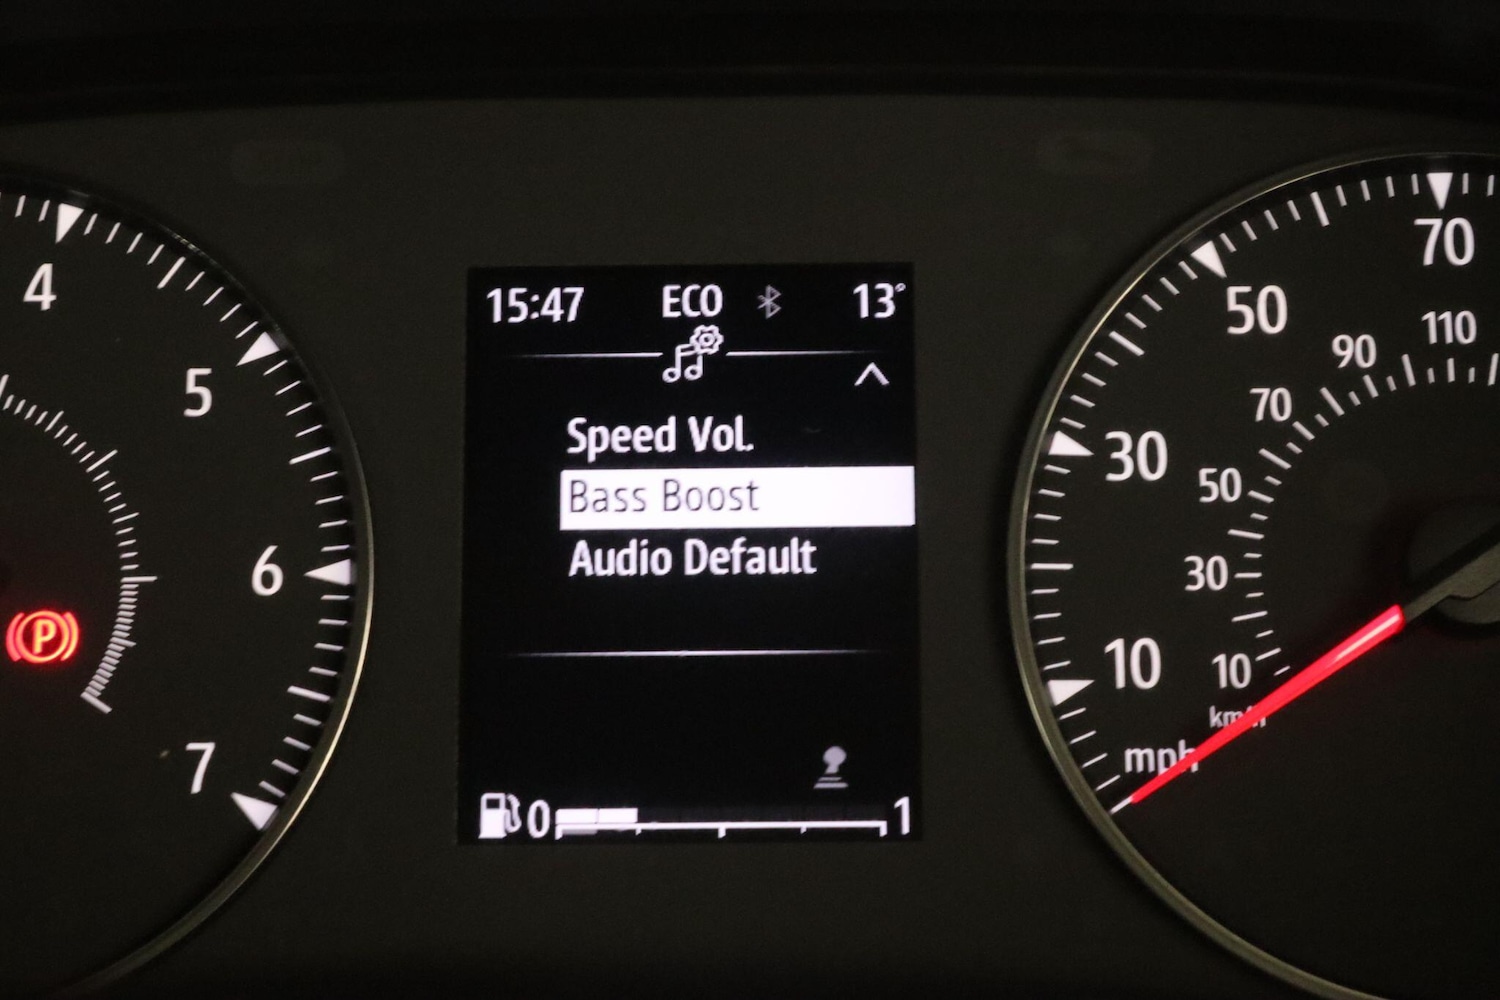 15:47 ECO 13°
Speed Vol.
Bass Boost
Audio Default
0 1
4
5
6
7
P
70
50
30
10
mph
110
90
70
50
30
10
km/h